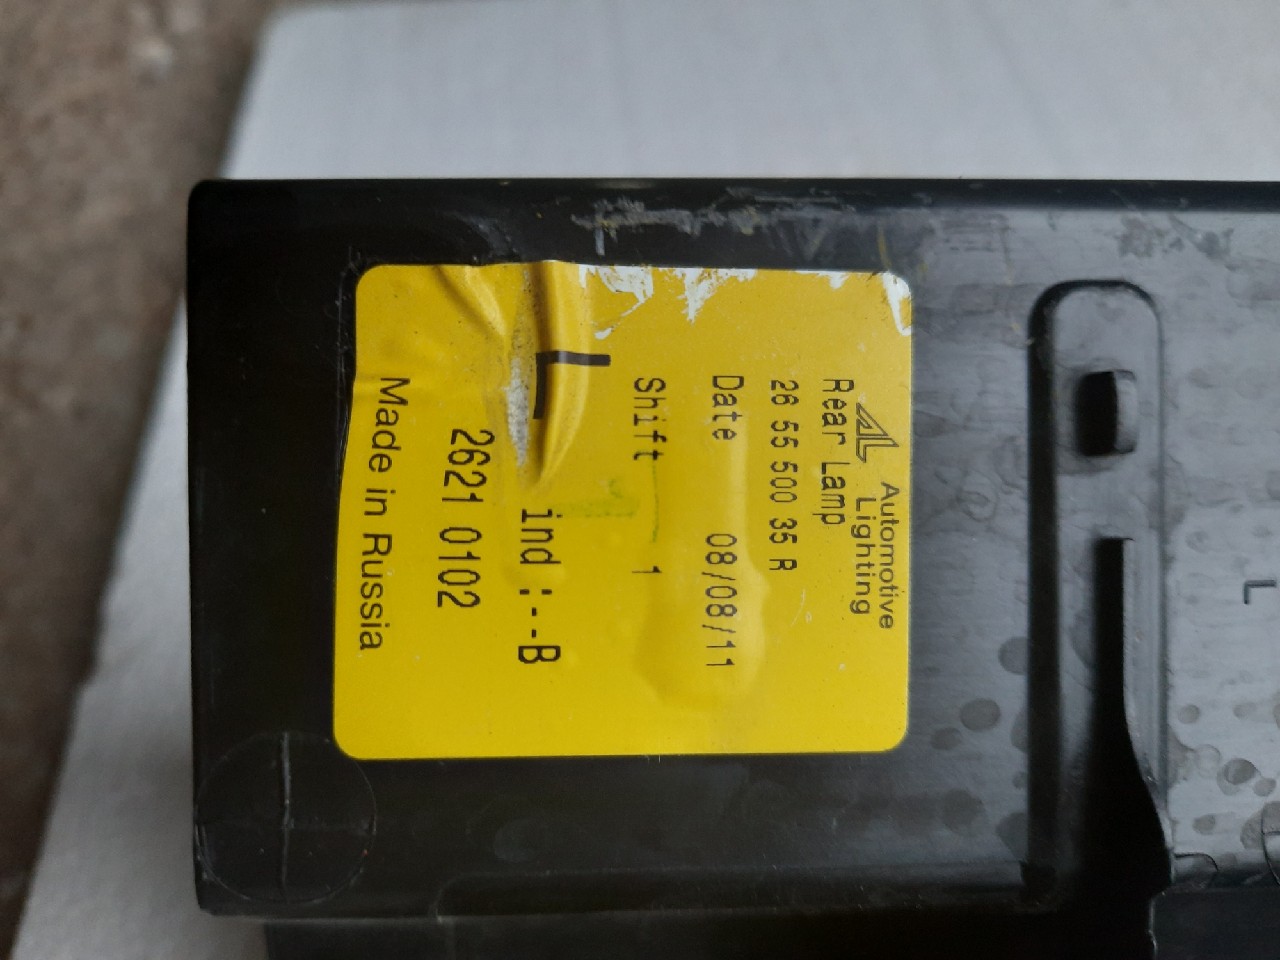 Automotive
Lighting
Rear Lamp
26 55 500 35 R
Date 08/08/11
Shift 1
L
ind :--B
2621 0102
Made in Russia
L